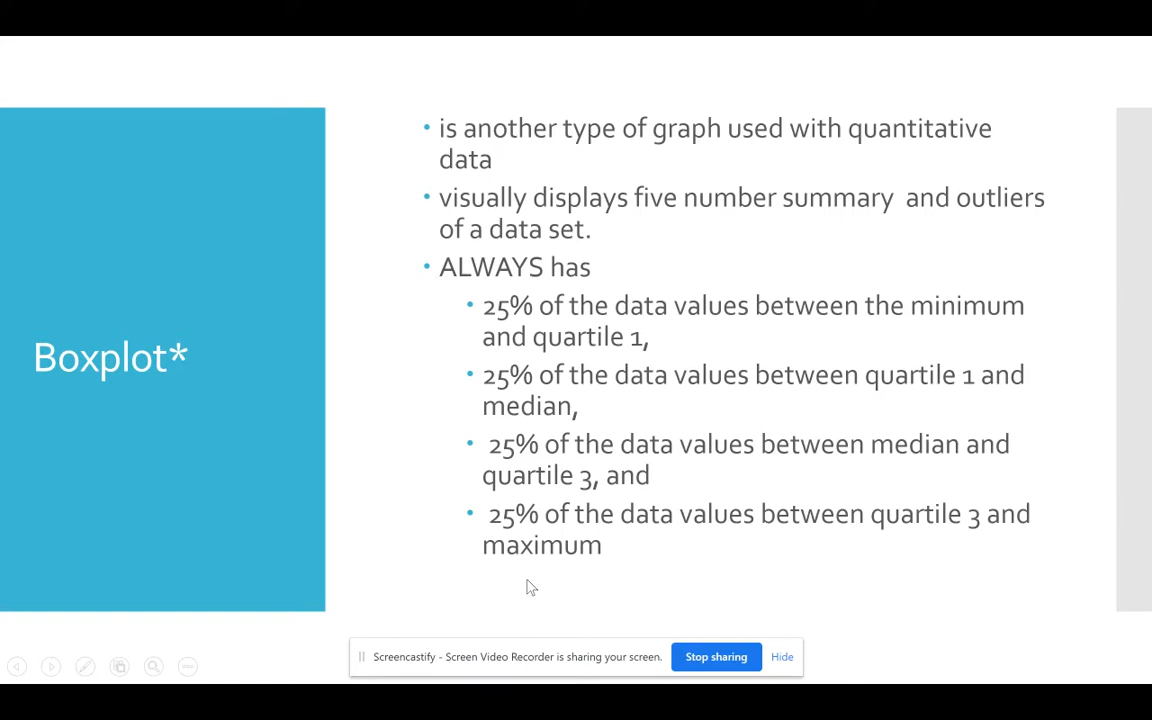 Boxplot*
is another type of graph used with quantitative
data
visually displays five number summary  and outliers
of a data set.
ALWAYS has
25% of the data values between the minimum
and quartile 1,
25% of the data values between quartile 1 and
median,
25% of the data values between median and
quartile 3, and
25% of the data values between quartile 3 and
maximum
Screencastify - Screen Video Recorder is sharing your screen. Stop sharing Hide